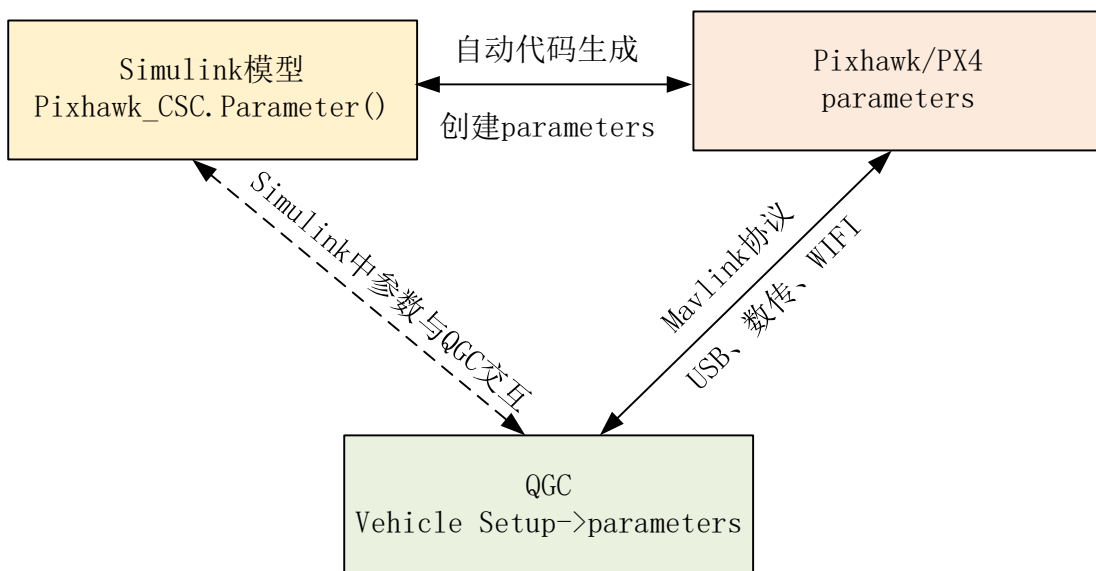 Simulink模型
Pixhawk_CSC.Parameter()
自动代码生成
创建parameters
Pixhawk/PX4
parameters
Simulink中参数与QGC交互
Mavlink协议
USB、数传、WIFI
QGC
Vehicle Setup->parameters